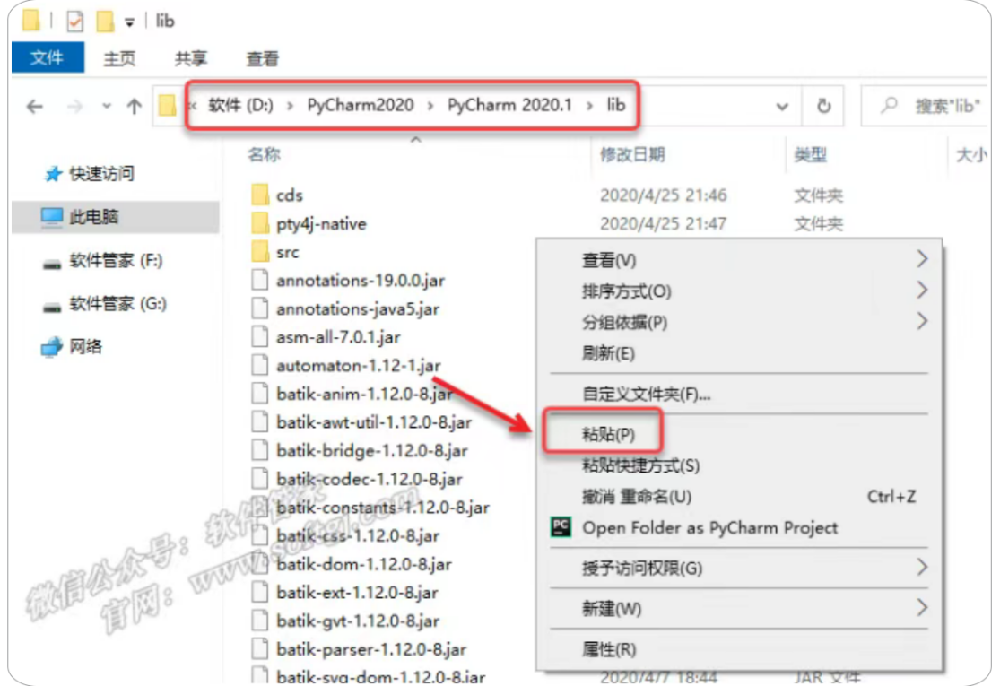 lib
文件 主页 共享 查看
« 软件 (D:) › PyCharm2020 › PyCharm 2020.1 › lib 搜索"lib"
名称 修改日期 类型 大小
快速访问
此电脑
软件管家 (F:)
软件管家 (G:)
网络
cds 2020/4/25 21:46 文件夹
pty4j-native 2020/4/25 21:47 文件夹
src
annotations-19.0.0.jar
annotations-java5.jar
asm-all-7.0.1.jar
automaton-1.12-1.jar
batik-anim-1.12.0-8.jar
batik-awt-util-1.12.0-8.jar
batik-bridge-1.12.0-8.jar
batik-codec-1.12.0-8.jar
batik-constants-1.12.0-8.jar
batik-css-1.12.0-8.jar
batik-dom-1.12.0-8.jar
batik-ext-1.12.0-8.jar
batik-gvt-1.12.0-8.jar
batik-parser-1.12.0-8.jar
batik-svg-dom-1.12.0-8.jar 2020/4/7 18:44 JAR 文件
查看(V)
排序方式(O)
分组依据(P)
刷新(E)
自定义文件夹(F)...
粘贴(P)
粘贴快捷方式(S)
撤消 重命名(U) Ctrl+Z
PC Open Folder as PyCharm Project
授予访问权限(G)
新建(W)
属性(R)
微信公众号：软件管家
官网：www.softgj.com